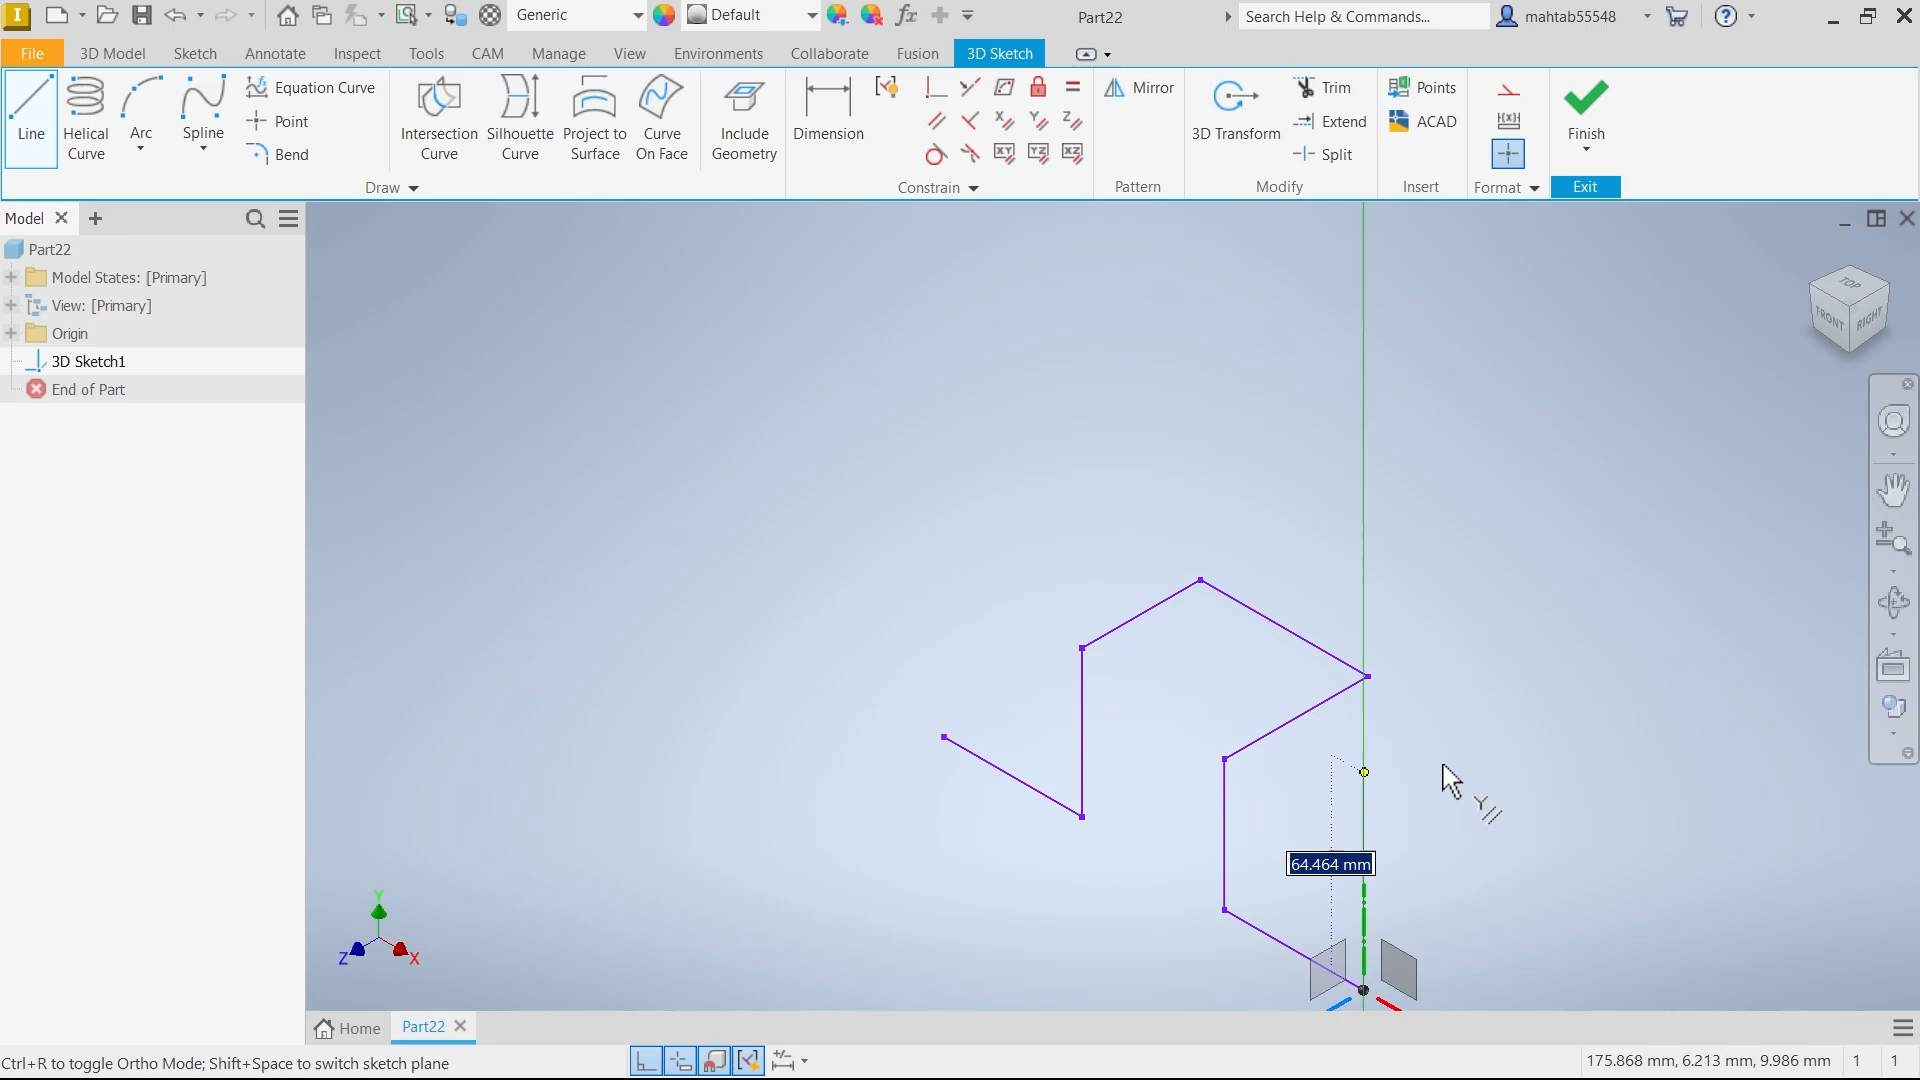 Generic
Default
Part22
Search Help & Commands...
mahtab55548
File
3D Model
Sketch
Annotate
Inspect
Tools
CAM
Manage
View
Environments
Collaborate
Fusion
3D Sketch
Line
Helical
Curve
Arc
Spline
Equation Curve
Point
Bend
Intersection
Curve
Silhouette
Curve
Project to
Surface
Curve
On Face
Include
Geometry
Dimension
Mirror
3D Transform
Trim
Extend
Split
Points
ACAD
Finish
Draw
Constrain
Pattern
Modify
Insert
Format
Exit
Model
Part22
Model States: [Primary]
View: [Primary]
Origin
3D Sketch1
End of Part
TOP
FRONT
RIGHT
64.464 mm
Y
Z
X
Home
Part22
Ctrl+R to toggle Ortho Mode; Shift+Space to switch sketch plane
175.868 mm, 6.213 mm, 9.986 mm
1
1